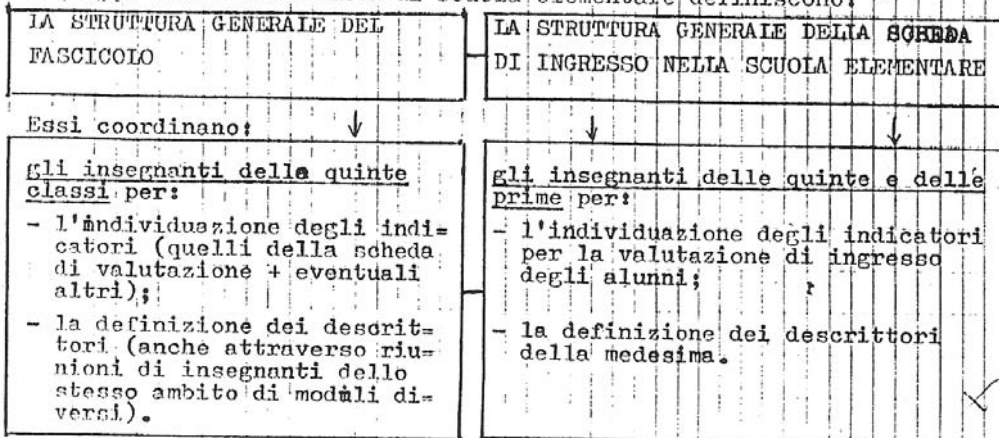 scuola elementare definiscono:
LA STRUTTURA GENERALE DEL
FASCICOLO
LA STRUTTURA GENERALE DELLA SCHEDA
DI INGRESSO NELLA SCUOLA ELEMENTARE
Essi coordinano:
gli insegnanti delle quinte
classi per:
- l'individuazione degli indi=
catori (quelli della scheda
di valutazione + eventuali
altri);
- la definizione dei descrit=
tori (anche attraverso riu=
nioni di insegnanti dello
stesso ambito di moduli di=
versi).
gli insegnanti delle quinte e delle
prime per:
- l'individuazione degli indicatori
per la valutazione di ingresso
degli alunni;
- la definizione dei descrittori
della medesima.